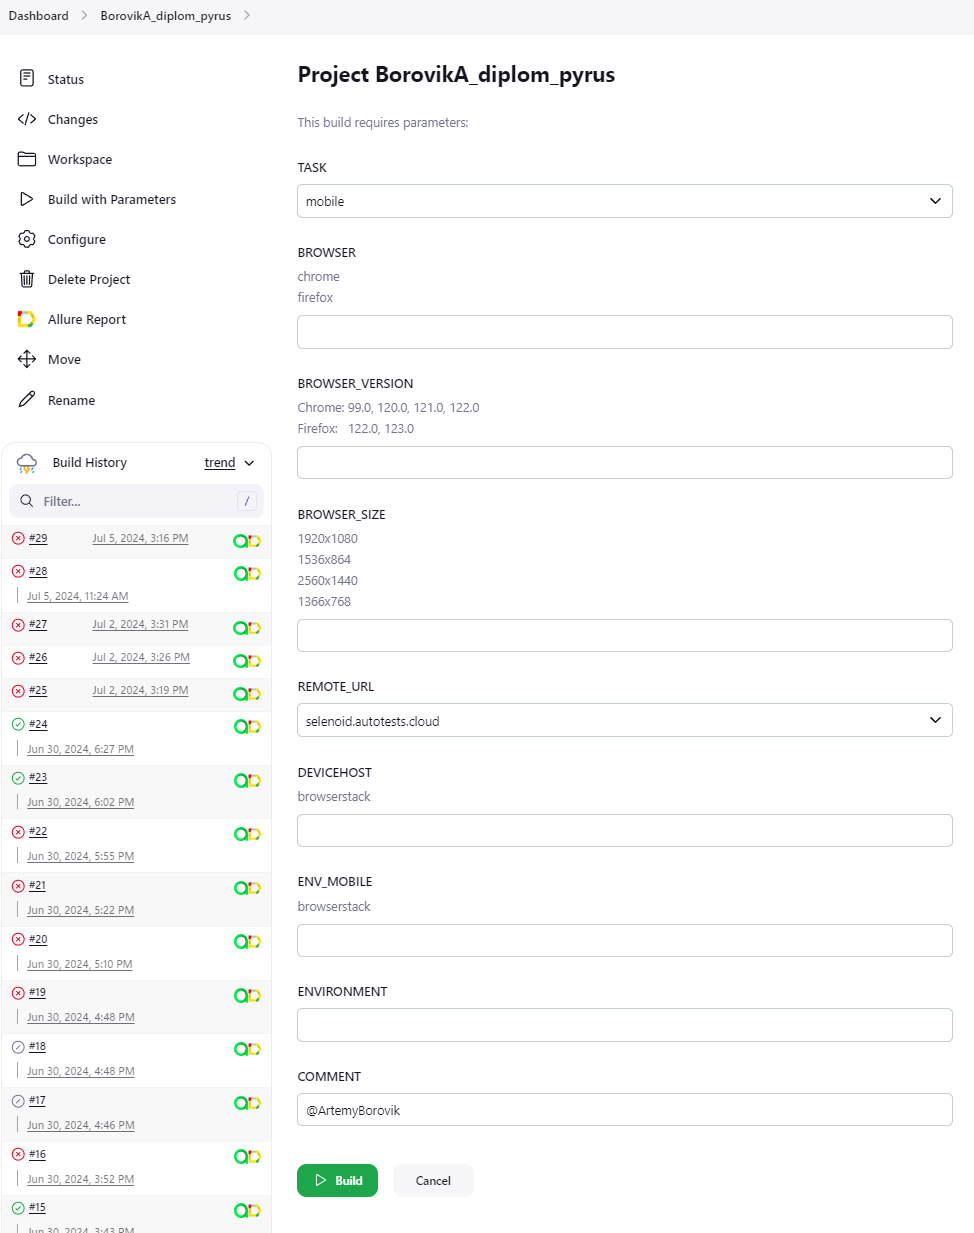 Dashboard
BorovikA_diplom_pyrus
Status
Changes
Workspace
Build with Parameters
Configure
Delete Project
Allure Report
Move
Rename
Build History
trend
Filter...
/
#29
Jul 5, 2024, 3:16 PM
#28
Jul 5, 2024, 11:24 AM
#27
Jul 2, 2024, 3:31 PM
#26
Jul 2, 2024, 3:26 PM
#25
Jul 2, 2024, 3:19 PM
#24
Jun 30, 2024, 6:27 PM
#23
Jun 30, 2024, 6:02 PM
#22
Jun 30, 2024, 5:55 PM
#21
Jun 30, 2024, 5:22 PM
#20
Jun 30, 2024, 5:10 PM
#19
Jun 30, 2024, 4:48 PM
#18
Jun 30, 2024, 4:48 PM
#17
Jun 30, 2024, 4:46 PM
#16
Jun 30, 2024, 3:52 PM
#15
Jun 30, 2024, 3:43 PM
Project BorovikA_diplom_pyrus
This build requires parameters:
TASK
mobile
BROWSER
chrome
firefox
BROWSER_VERSION
Chrome: 99.0, 120.0, 121.0, 122.0
Firefox: 122.0, 123.0
BROWSER_SIZE
1920x1080
1536x864
2560x1440
1366x768
REMOTE_URL
selenoid.autotests.cloud
DEVICEHOST
browserstack
ENV_MOBILE
browserstack
ENVIRONMENT
COMMENT
@ArtemyBorovik
Build
Cancel